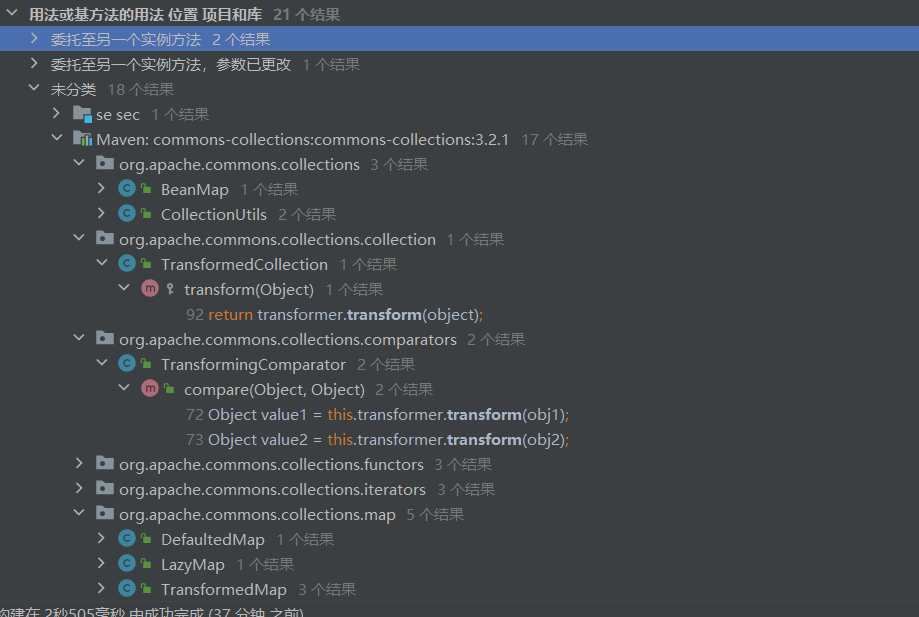 用法或基方法的用法 位置 项目和库 21 个结果
委托至另一个实例方法 2 个结果
委托至另一个实例方法，参数已更改 1 个结果
未分类 18 个结果
se sec 1 个结果
Maven: commons-collections:commons-collections:3.2.1 17 个结果
org.apache.commons.collections 3 个结果
BeanMap 1 个结果
CollectionUtils 2 个结果
org.apache.commons.collections.collection 1 个结果
TransformedCollection 1 个结果
transform(Object) 1 个结果
92 return transformer.transform(object);
org.apache.commons.collections.comparators 2 个结果
TransformingComparator 2 个结果
compare(Object, Object) 2 个结果
72 Object value1 = this.transformer.transform(obj1);
73 Object value2 = this.transformer.transform(obj2);
org.apache.commons.collections.functors 3 个结果
org.apache.commons.collections.iterators 3 个结果
org.apache.commons.collections.map 5 个结果
DefaultedMap 1 个结果
LazyMap 1 个结果
TransformedMap 3 个结果
构建在 2秒505毫秒 中成功完成 (37 分钟 之前)